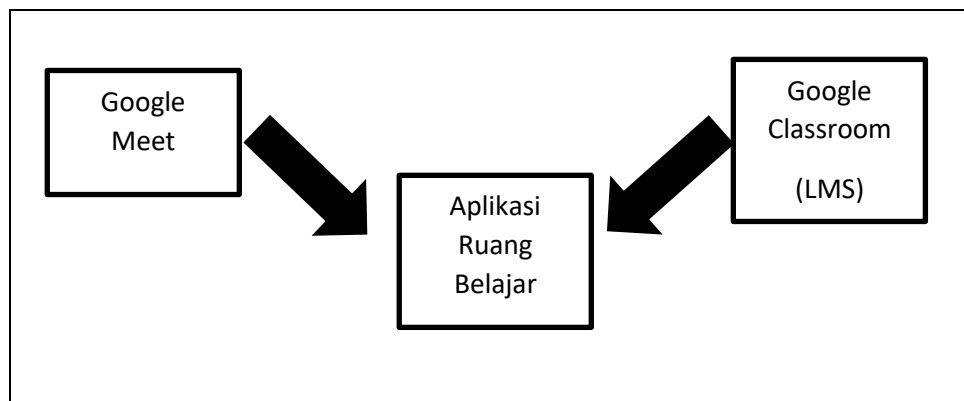 Google
Meet
Google
Classroom
(LMS)
Aplikasi
Ruang
Belajar